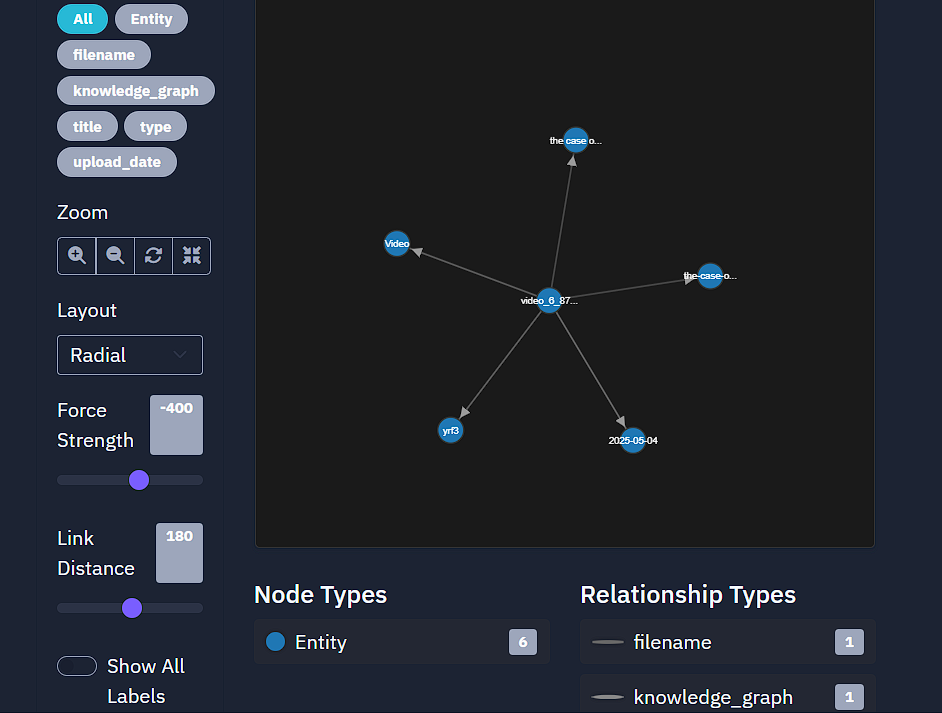 All
Entity
filename
knowledge_graph
title
type
upload_date
Zoom
Layout
Radial
Force
Strength
-400
Link
Distance
180
Show All
Labels
the case o...
Video
the-case-o...
video_6_87...
yrf3
2025-05-04
Node Types
Entity
6
Relationship Types
filename
1
knowledge_graph
1